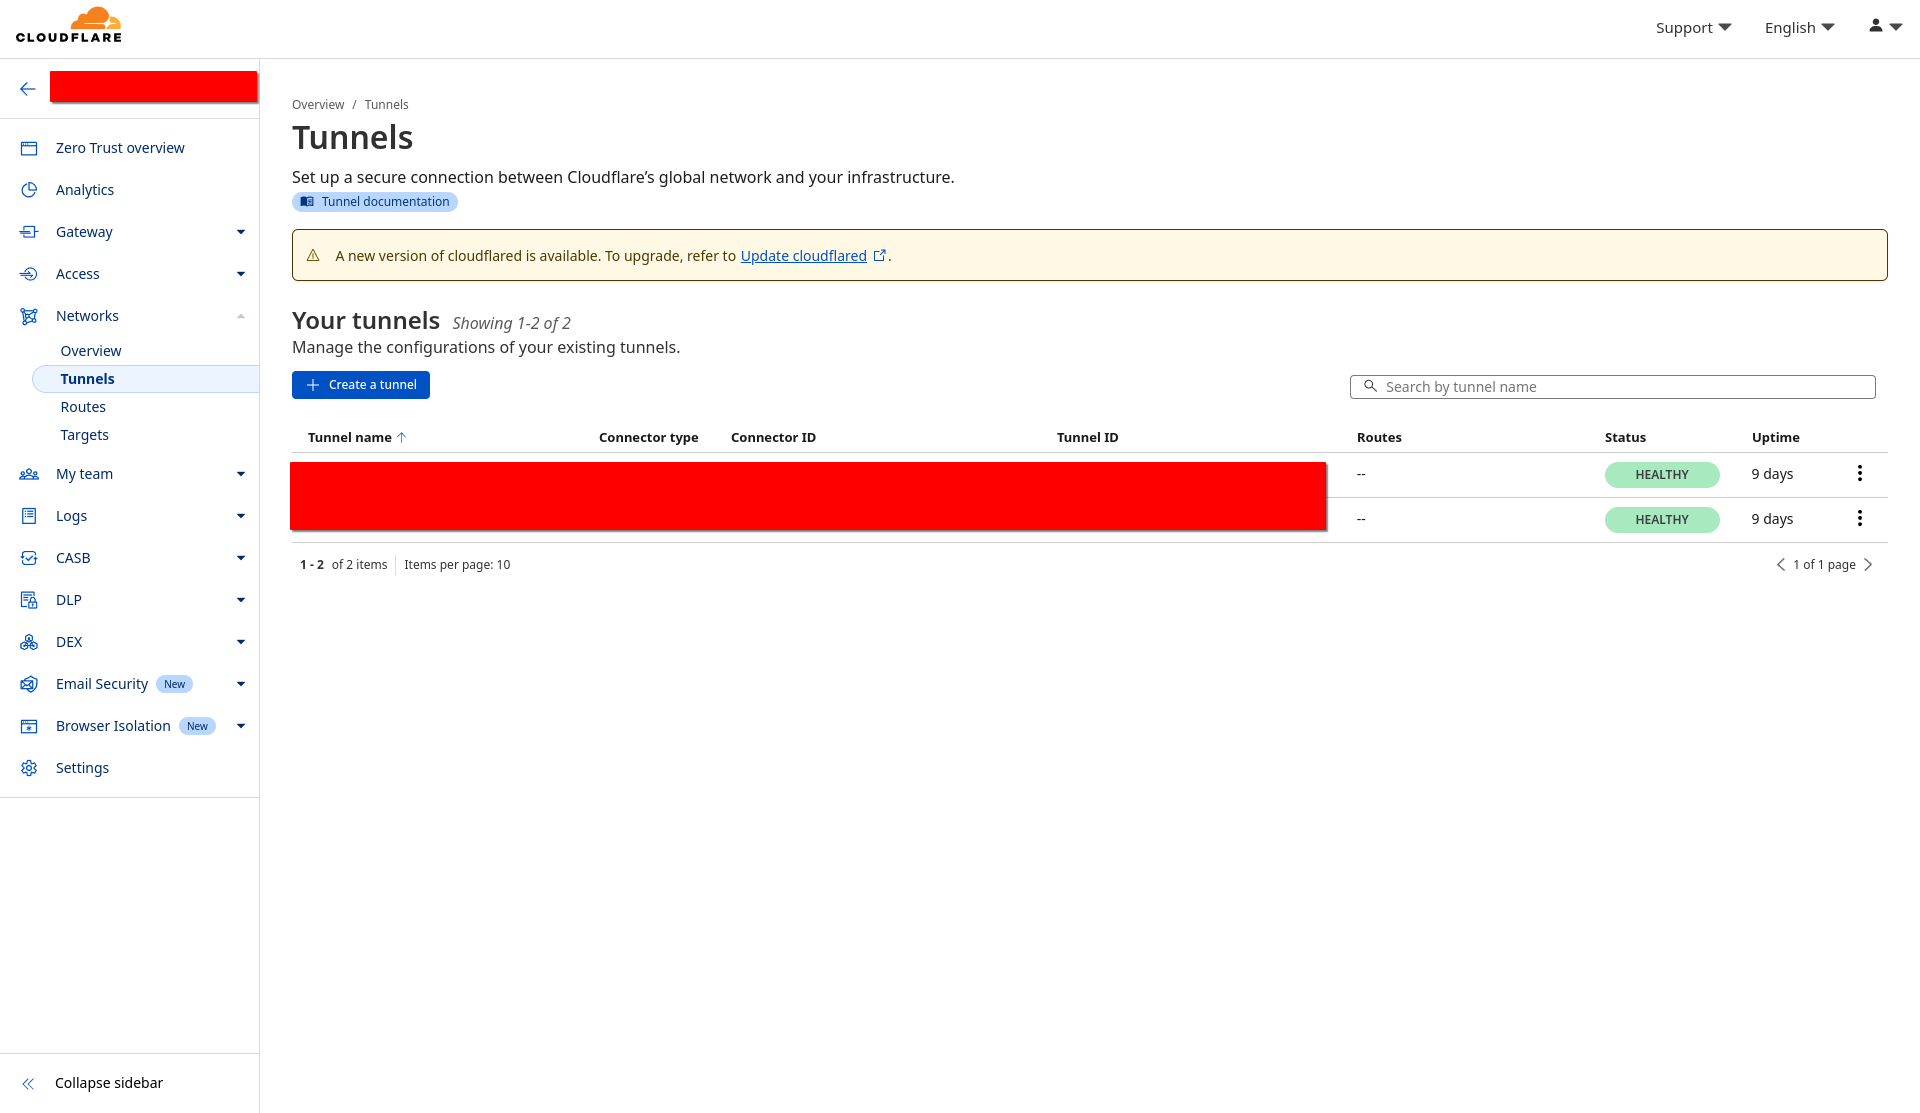 CLOUDFLARE
Support
English
Zero Trust overview
Analytics
Gateway
Access
Networks
Overview
Tunnels
Routes
Targets
My team
Logs
CASB
DLP
DEX
Email Security New
Browser Isolation New
Settings
Collapse sidebar
Overview / Tunnels
Tunnels
Set up a secure connection between Cloudflare’s global network and your infrastructure.
Tunnel documentation
A new version of cloudflared is available. To upgrade, refer to Update cloudflared .
Your tunnels Showing 1-2 of 2
Manage the configurations of your existing tunnels.
+ Create a tunnel
Search by tunnel name
Tunnel name ↑ Connector type Connector ID Tunnel ID Routes Status Uptime
-- HEALTHY 9 days
-- HEALTHY 9 days
1 - 2 of 2 items Items per page: 10
1 of 1 page